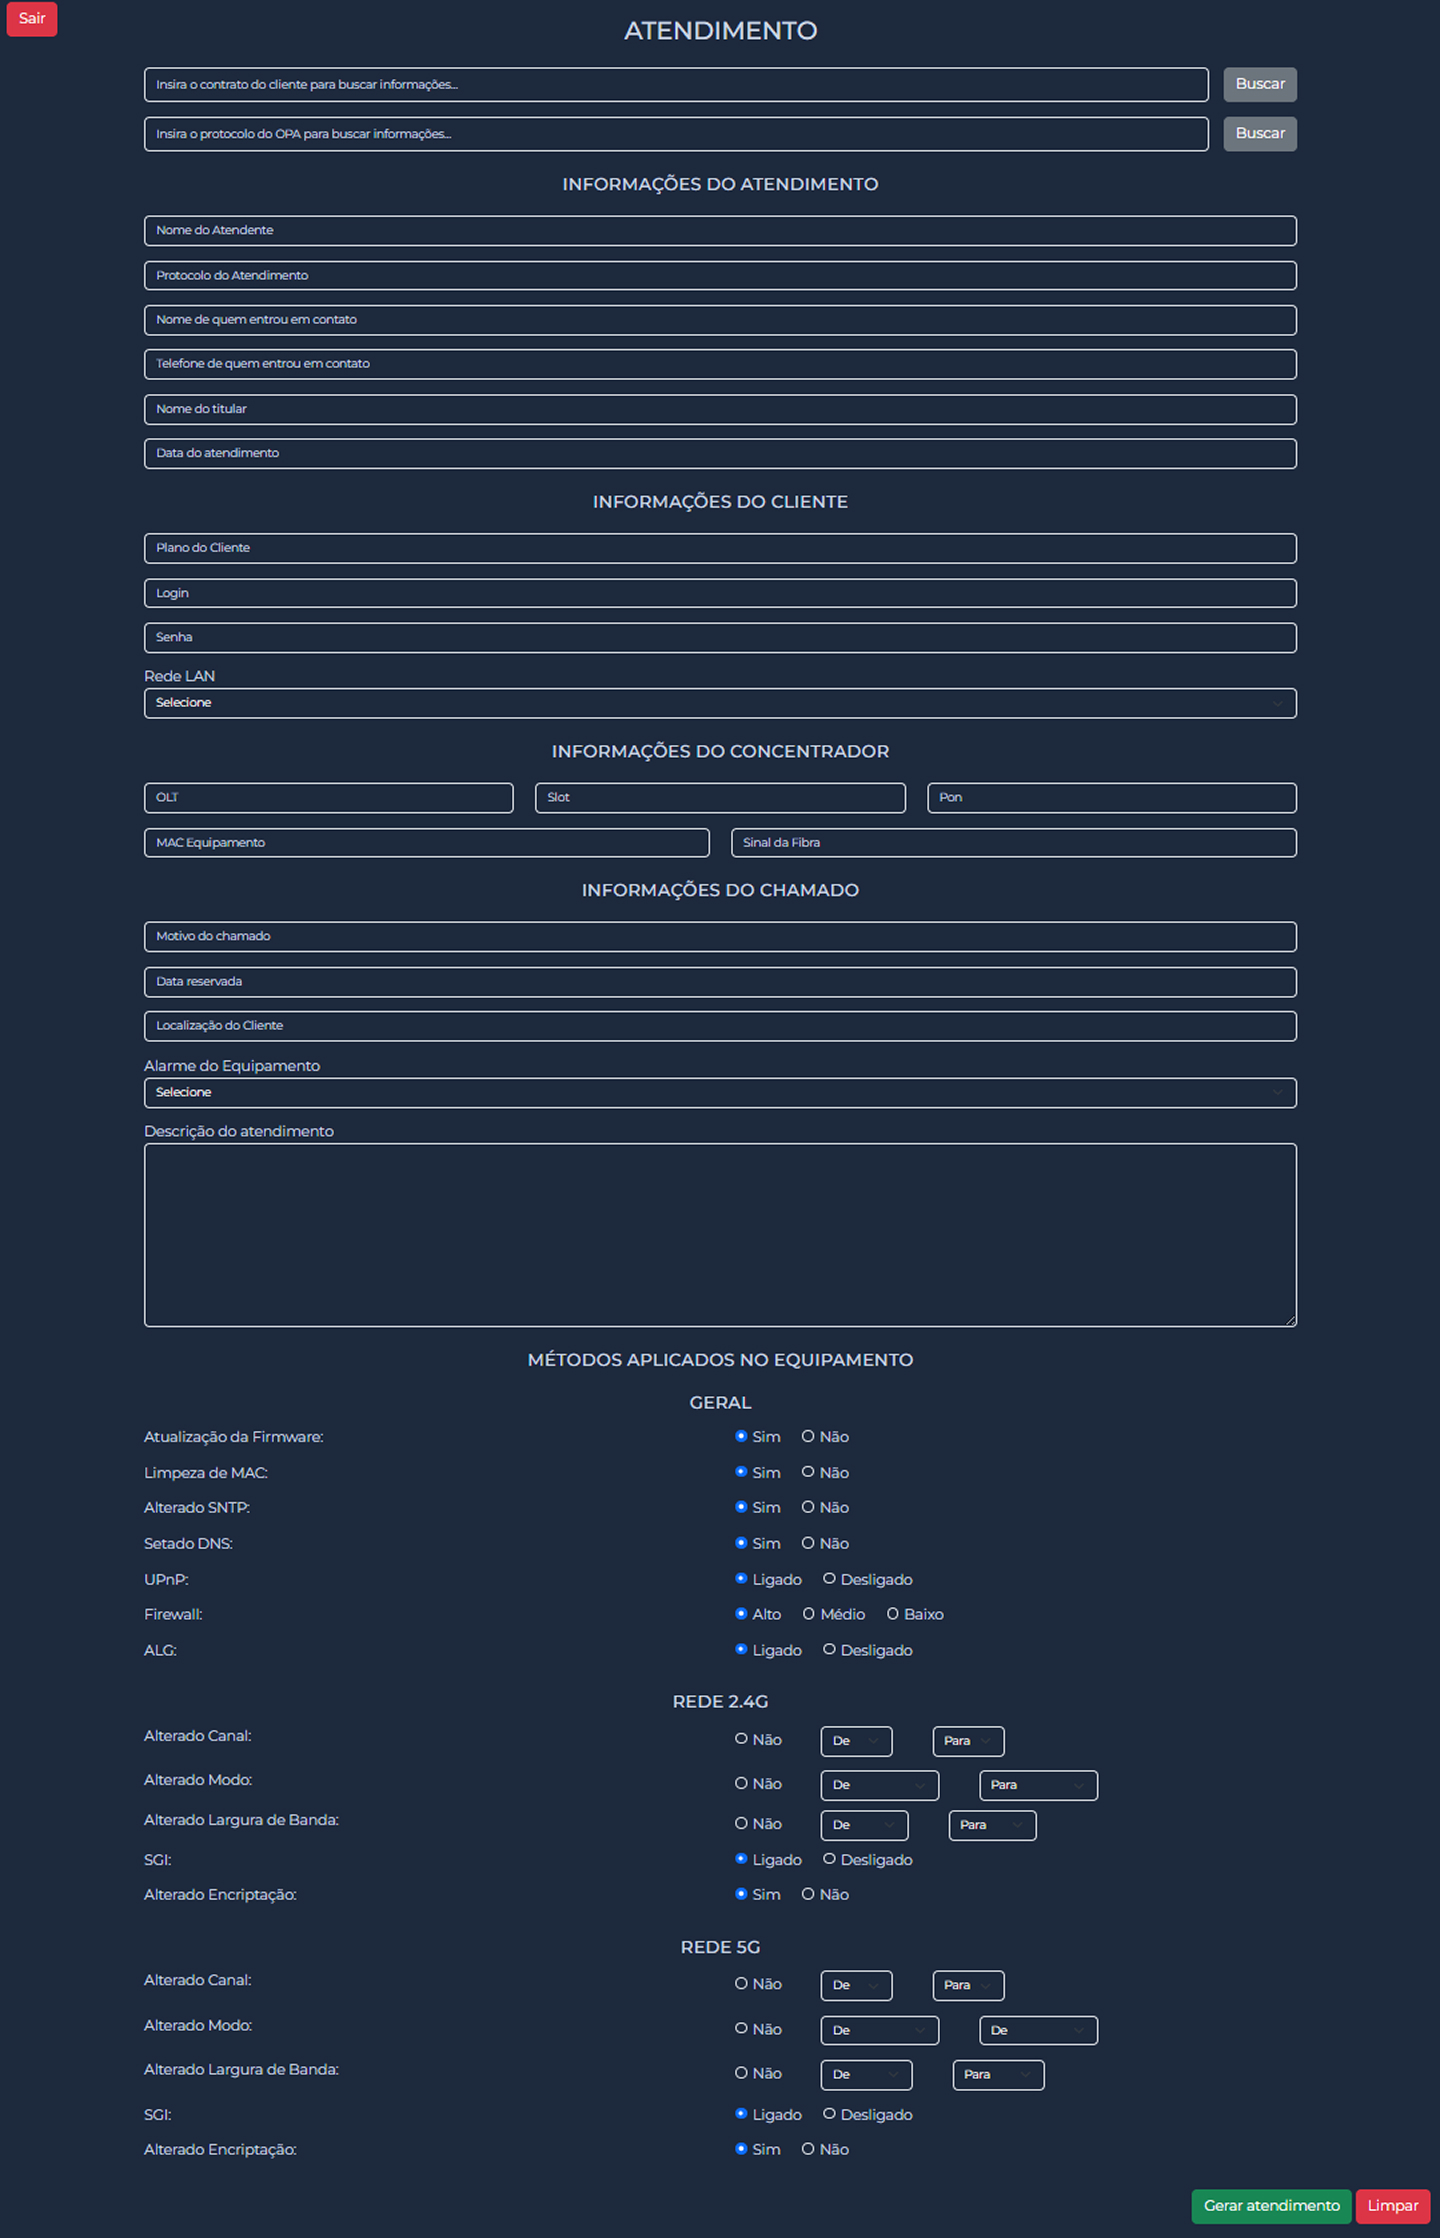 Sair
ATENDIMENTO
Insira o contrato do cliente para buscar informações... Buscar
Insira o protocolo do OPA para buscar informações... Buscar
INFORMAÇÕES DO ATENDIMENTO
Nome do Atendente
Protocolo do Atendimento
Nome de quem entrou em contato
Telefone de quem entrou em contato
Nome do titular
Data do atendimento
INFORMAÇÕES DO CLIENTE
Plano do Cliente
Login
Senha
Rede LAN
Selecione
INFORMAÇÕES DO CONCENTRADOR
OLT Slot Pon
MAC Equipamento Sinal da Fibra
INFORMAÇÕES DO CHAMADO
Motivo do chamado
Data reservada
Localização do Cliente
Alarme do Equipamento
Selecione
Descrição do atendimento
MÉTODOS APLICADOS NO EQUIPAMENTO
GERAL
Atualização da Firmware: Sim Não
Limpeza de MAC: Sim Não
Alterado SNTP: Sim Não
Setado DNS: Sim Não
UPnP: Ligado Desligado
Firewall: Alto Médio Baixo
ALG: Ligado Desligado
REDE 2.4G
Alterado Canal: Não De Para
Alterado Modo: Não De Para
Alterado Largura de Banda: Não De Para
SGI: Ligado Desligado
Alterado Encriptação: Sim Não
REDE 5G
Alterado Canal: Não De Para
Alterado Modo: Não De De
Alterado Largura de Banda: Não De Para
SGI: Ligado Desligado
Alterado Encriptação: Sim Não
Gerar atendimento Limpar